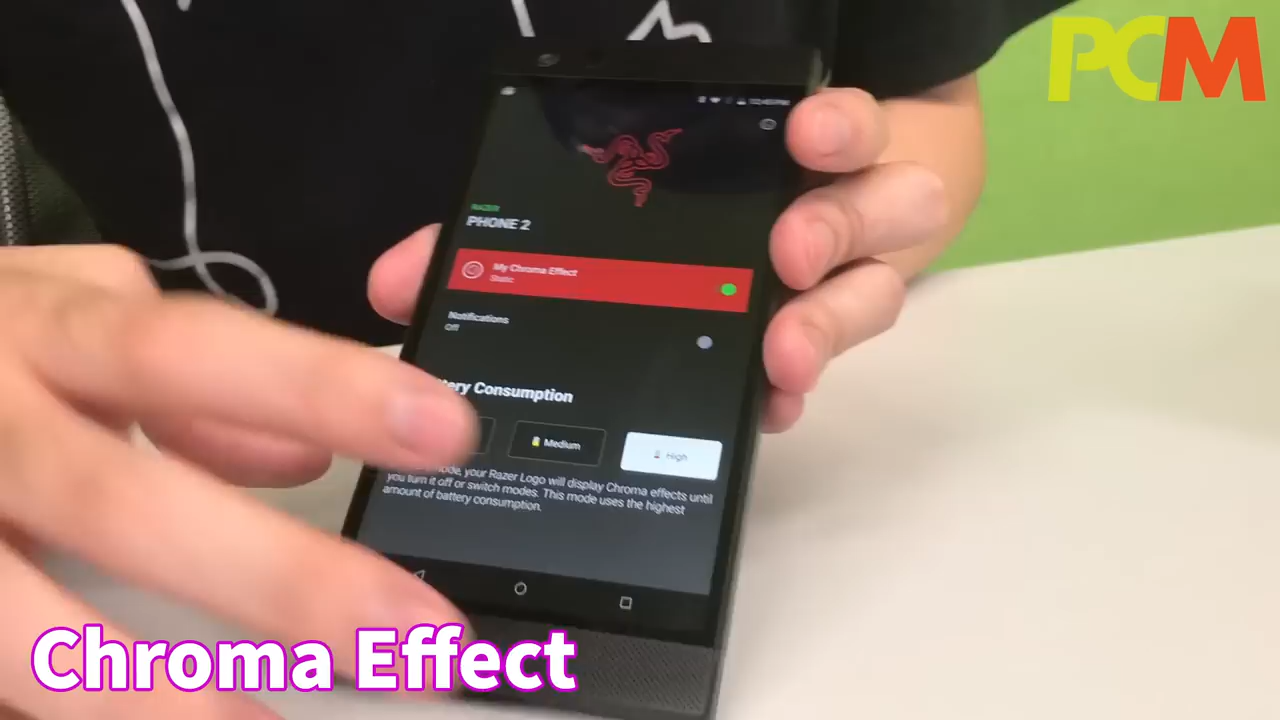 PCM
RAZER
PHONE 2
My Chroma Effect
Static
Notifications
Off
Consumption
Medium
High
your Razer Logo will display Chroma effects until
you turn it off or switch modes. This mode uses the highest
amount of battery consumption.
Chroma Effect